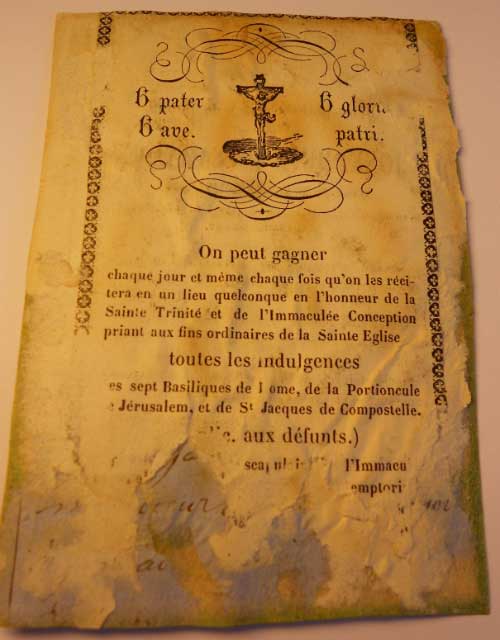 6 pater
6 ave.
6 glori
patri.
On peut gagner
chaque jour et même chaque fois qu'on les réci-
tera en un lieu quelconque en l'honneur de la
Sainte Trinité et de l'Immaculée Conception
priant aux fins ordinaires de la Sainte Eglise
toutes les indulgences
es sept Basiliques de Rome, de la Portioncule
Jérusalem, et de St Jacques de Compostelle.
aux défunts.)
l'Immacu
emptori